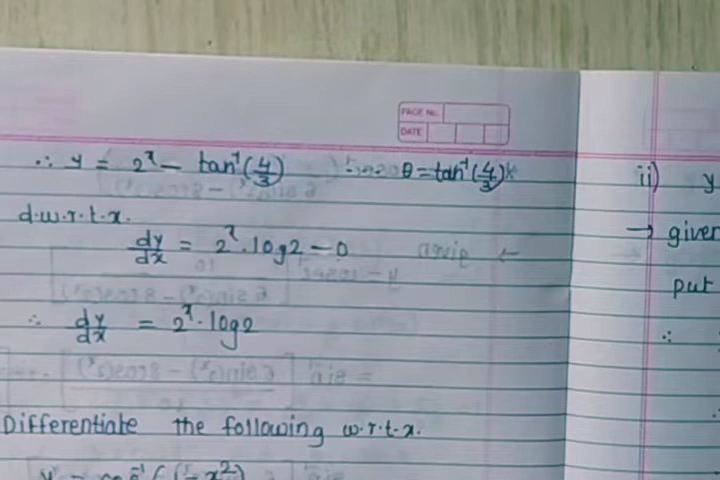 PAGE No.
DATE
∴ y = 2^x - tan^-1(4/3) ----- θ = tan^-1(4/3)
d.w.r.t.x.
dy/dx = 2^x . log2 - 0
∴ dy/dx = 2^x . log2
Differentiate the following w.r.t.x.
ii) y
→ given
put
∴